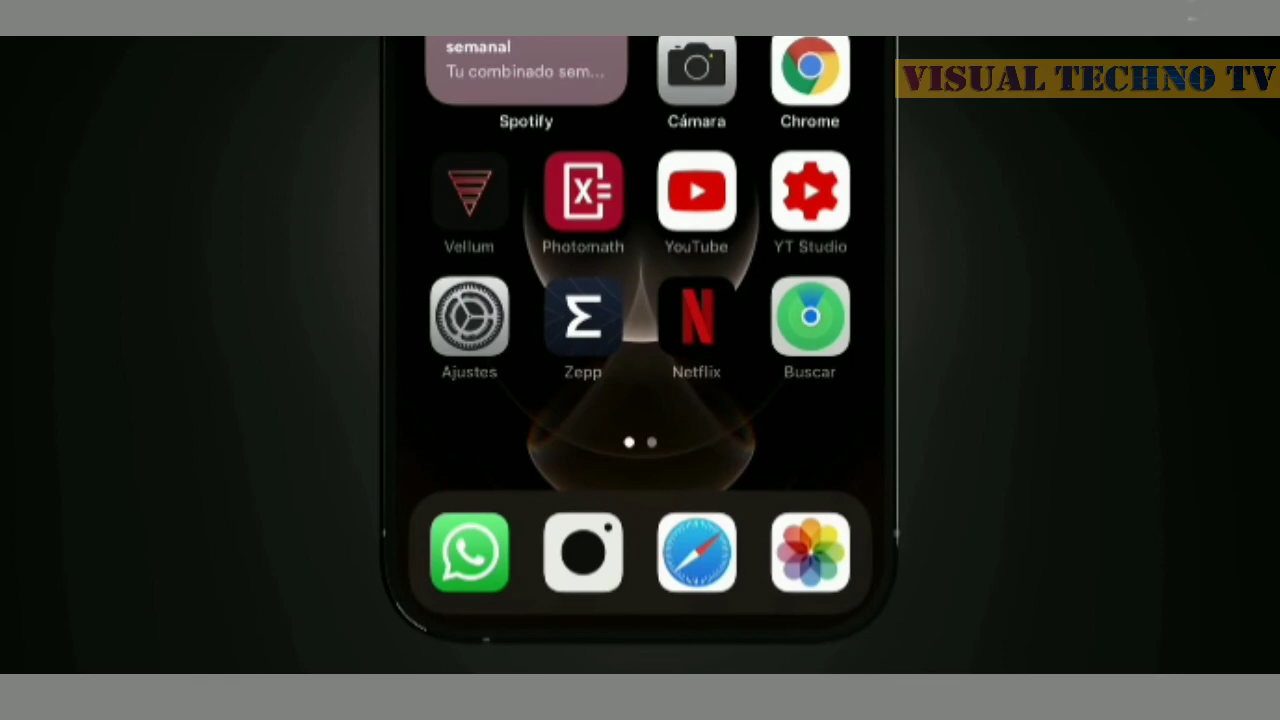 VISUAL TECHNO TV
semanal
Tu combinado sem...
Spotify
Cámara
Chrome
Vellum
Photomath
YouTube
YT Studio
Ajustes
Zepp
Netflix
Buscar